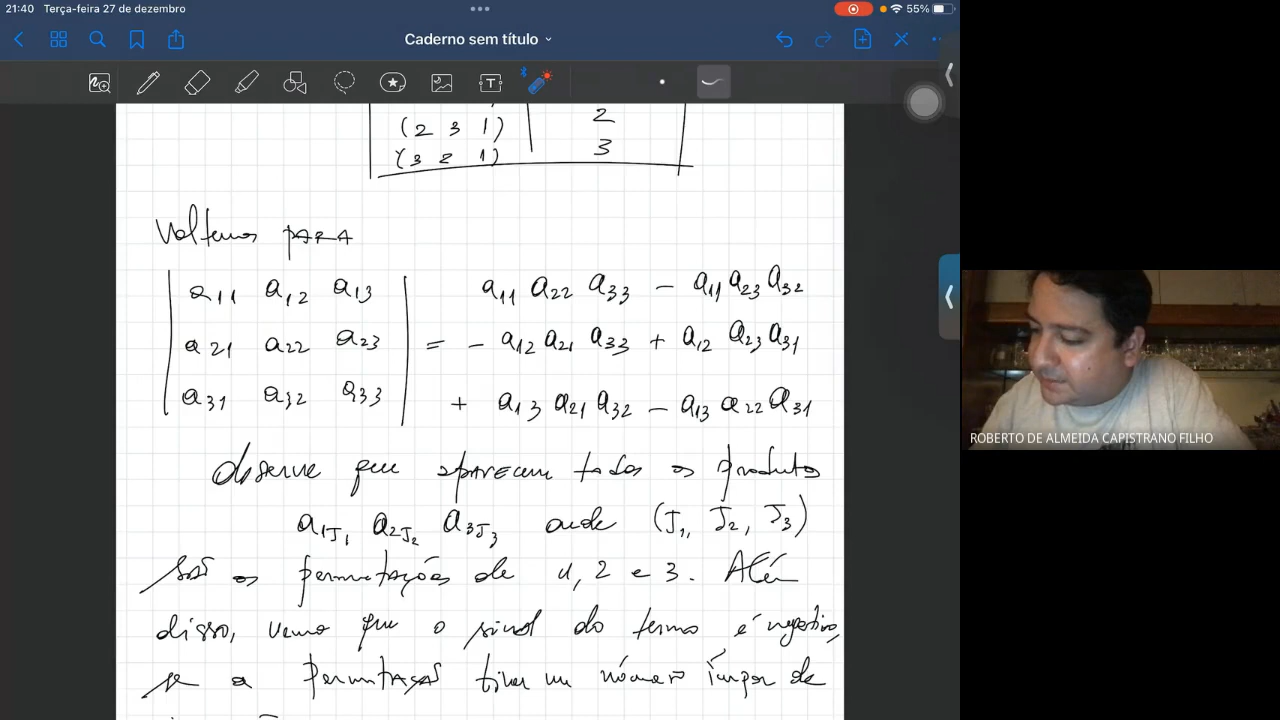 21:40 Terça-feira 27 de dezembro
55%
Caderno sem título
(2 3 1) 2
(3 2 1) 3
Voltemos PARA
a11 a12 a13 a11 a22 a33 - a11 a23 a32
a21 a22 a23 = - a12 a21 a33 + a12 a23 a31
a31 a32 a33 + a13 a21 a32 - a13 a22 a31
observe que aparecem todos os produtos
a1J1 a2J2 a3J3 onde (J1, J2, J3)
são as permutações de 1, 2 e 3. Além
disso, vemos que o sinal do termo é negativo,
se a permutação tiver um número ímpar de
ROBERTO DE ALMEIDA CAPISTRANO FILHO